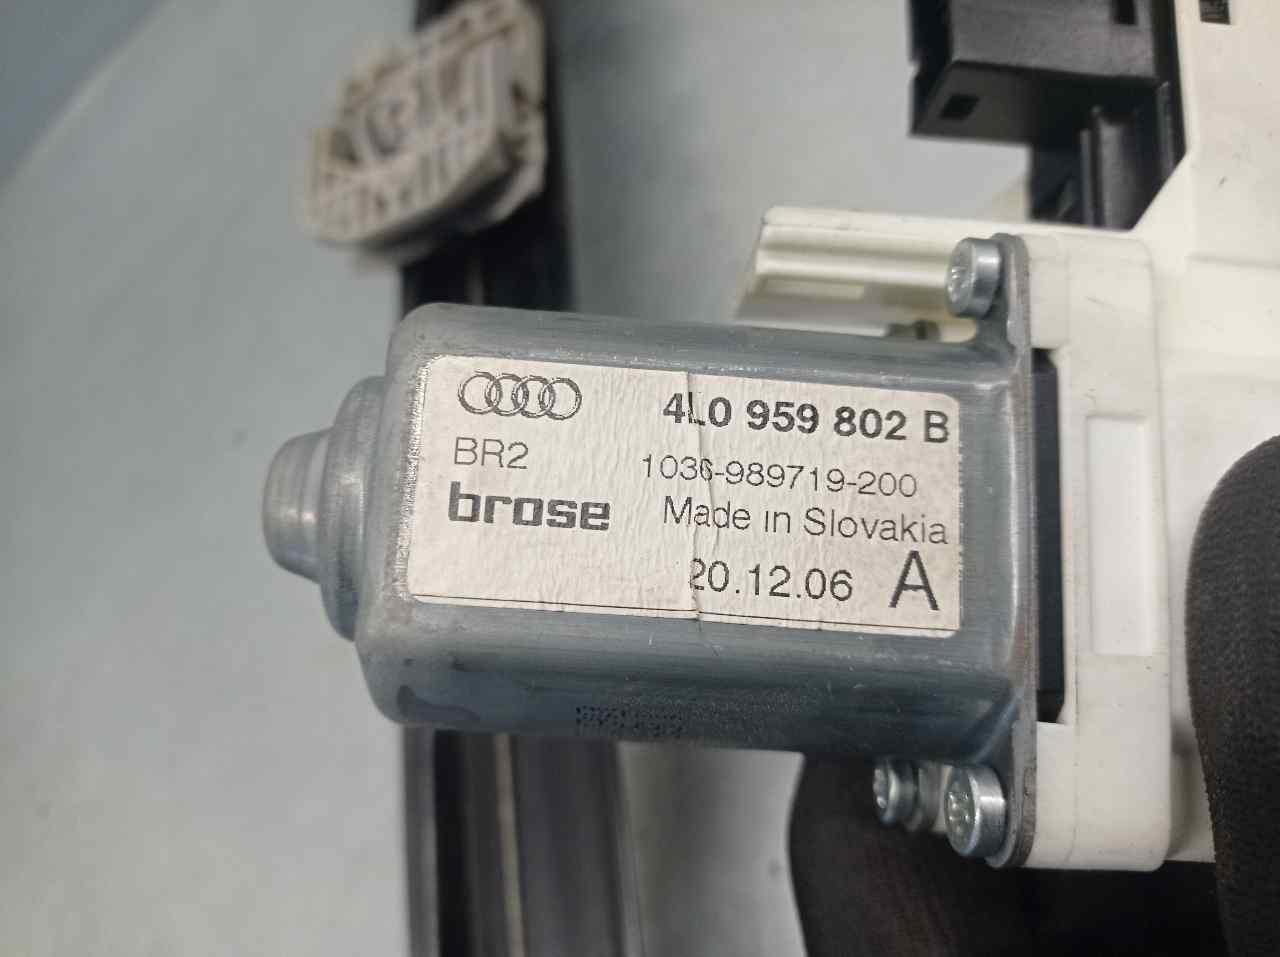 4L0 959 802 B
BR2
1036-989719-200
brose
Made in Slovakia
20.12.06 A